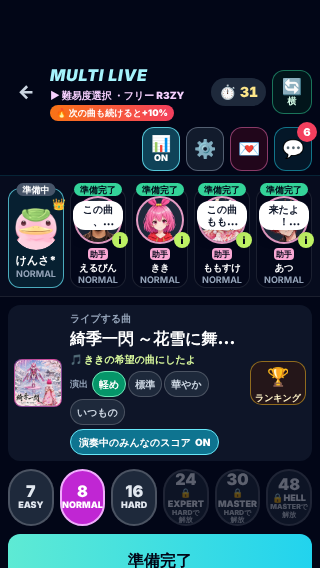 MULTI LIVE
▶ 難易度選択 ・フリー R3ZY
🔥 次の曲も続けると+10%
⏱️ 31
横
ON
6
準備中
けんさ*
NORMAL
準備完了
この曲
、…
i
助手
えるぴん
NORMAL
準備完了
i
助手
きき
NORMAL
準備完了
この曲
もも…
i
助手
ももすけ
NORMAL
準備完了
来たよ
！…
i
助手
あつ
NORMAL
ライブする曲
綺季一閃 ～花雪に舞…
🎵 ききの希望の曲にしたよ
演出 軽め 標準 華やか
いつもの
演奏中のみんなのスコア ON
綺季一閃
ランキング
7
EASY
8
NORMAL
16
HARD
24
EXPERT
HARDで
解放
30
MASTER
HARDで
解放
48
HELL
MASTERで
解放
準備完了